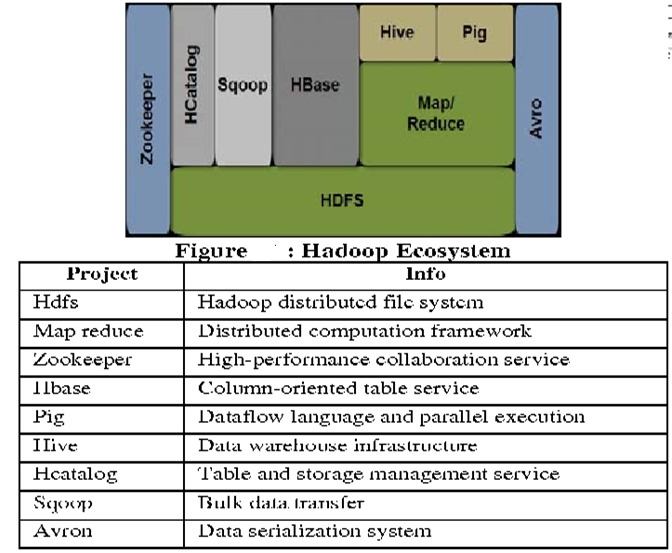 Zookeeper
HCatalog
Sqoop
HBase
Hive
Pig
Map/
Reduce
Avro
HDFS
Figure : Hadoop Ecosystem
Project Info
Hdfs Hadoop distributed file system
Map reduce Distributed computation framework
Zookeeper High-performance collaboration service
Hbase Column-oriented table service
Pig Dataflow language and parallel execution
Hive Data warehouse infrastructure
Hcatalog Table and storage management service
Sqoop Bulk data transfer
Avron Data serialization system